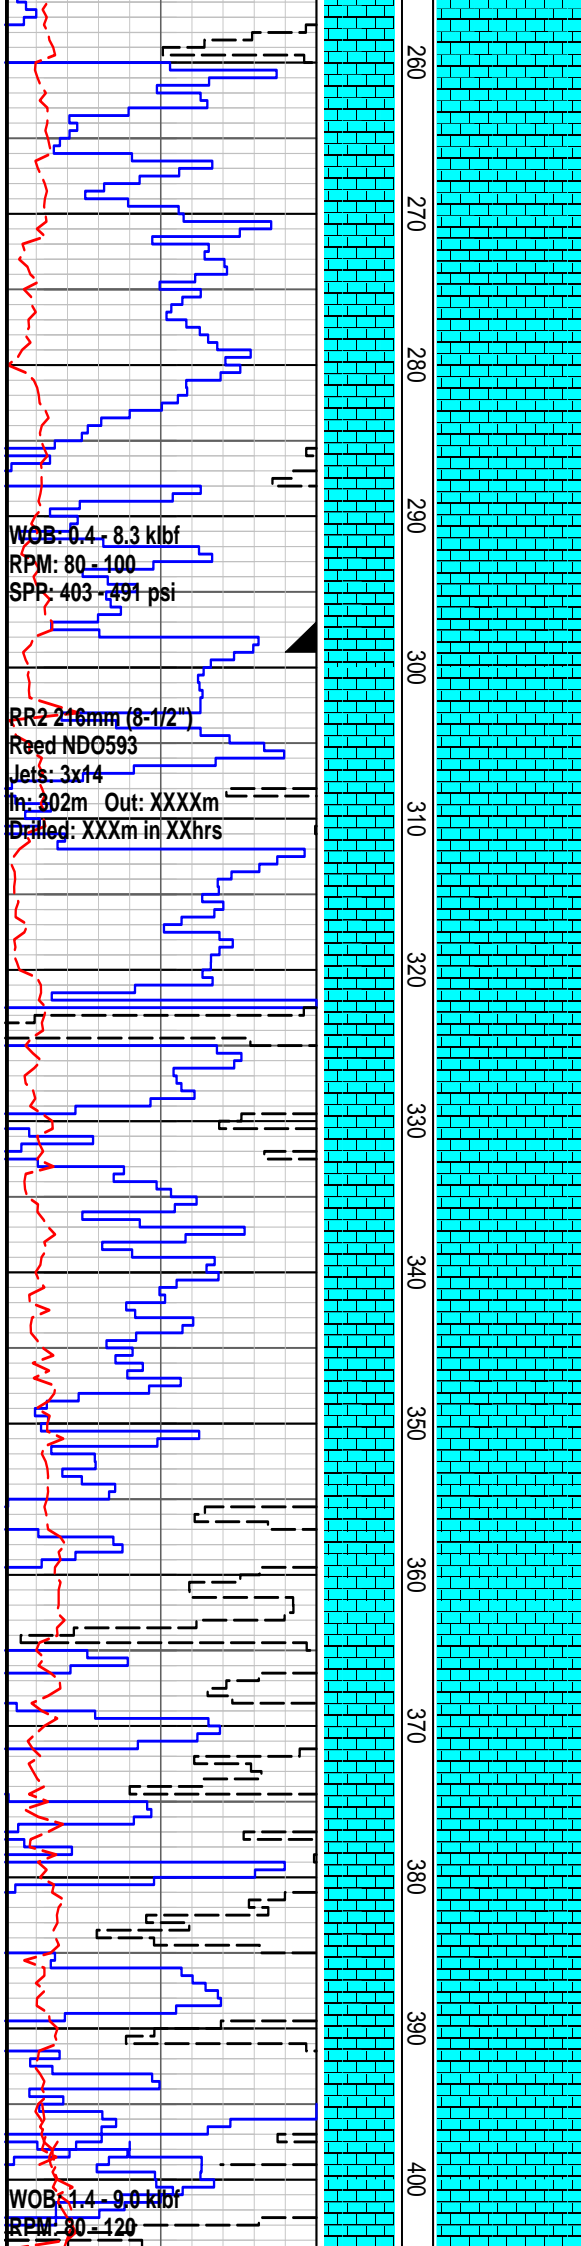 260
270
280
290
WOB: 0.4 - 8.3 klbf
RPM: 80 - 100
SPP: 403 - 491 psi
300
RR2 216mm (8-1/2")
Reed NDO593
Jets: 3x14
In: 302m Out: XXXXm
Drilled: XXXm in XXhrs
310
320
330
340
350
360
370
380
390
400
WOB: 1.4 - 9.0 klbf
RPM: 80 - 120